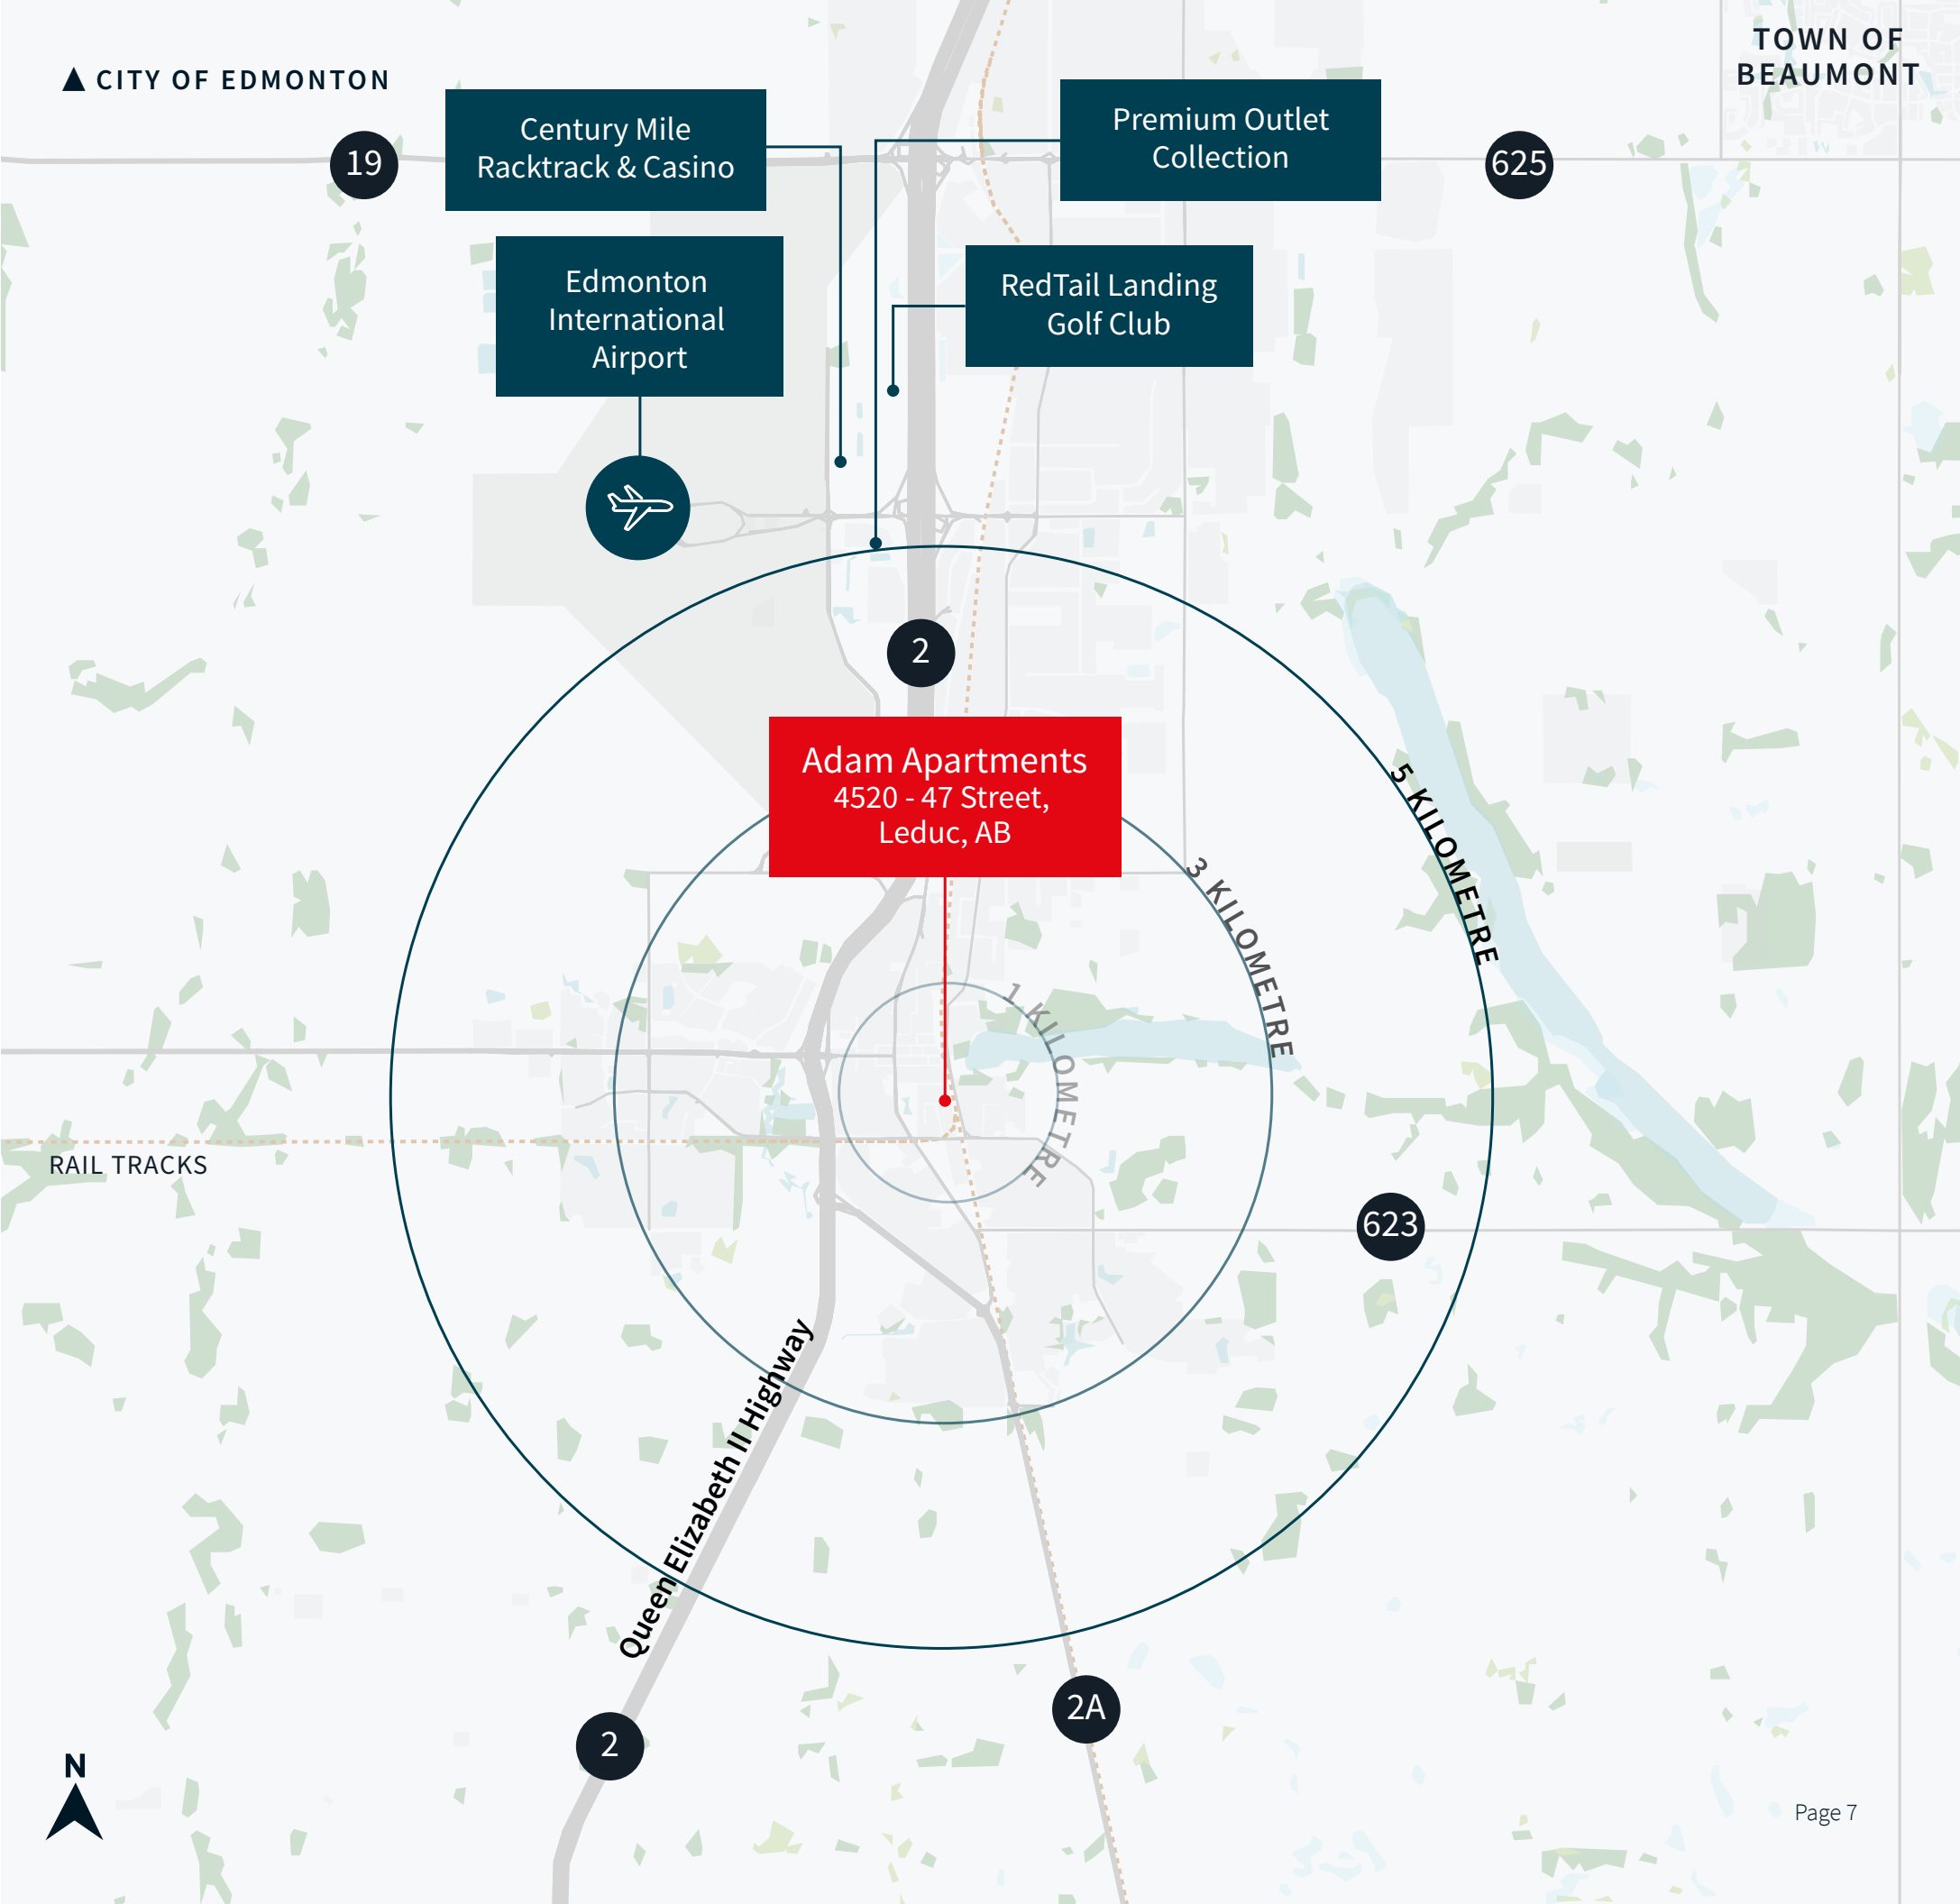 TOWN OF
BEAUMONT
CITY OF EDMONTON
Century Mile
Racktrack & Casino
Premium Outlet
Collection
19
625
Edmonton
International
Airport
RedTail Landing
Golf Club
2
Adam Apartments
4520 - 47 Street,
Leduc, AB
5 KILOMETRE
3 KILOMETRE
1 KILOMETRE
RAIL TRACKS
623
Queen Elizabeth II Highway
2A
2
N
Page 7